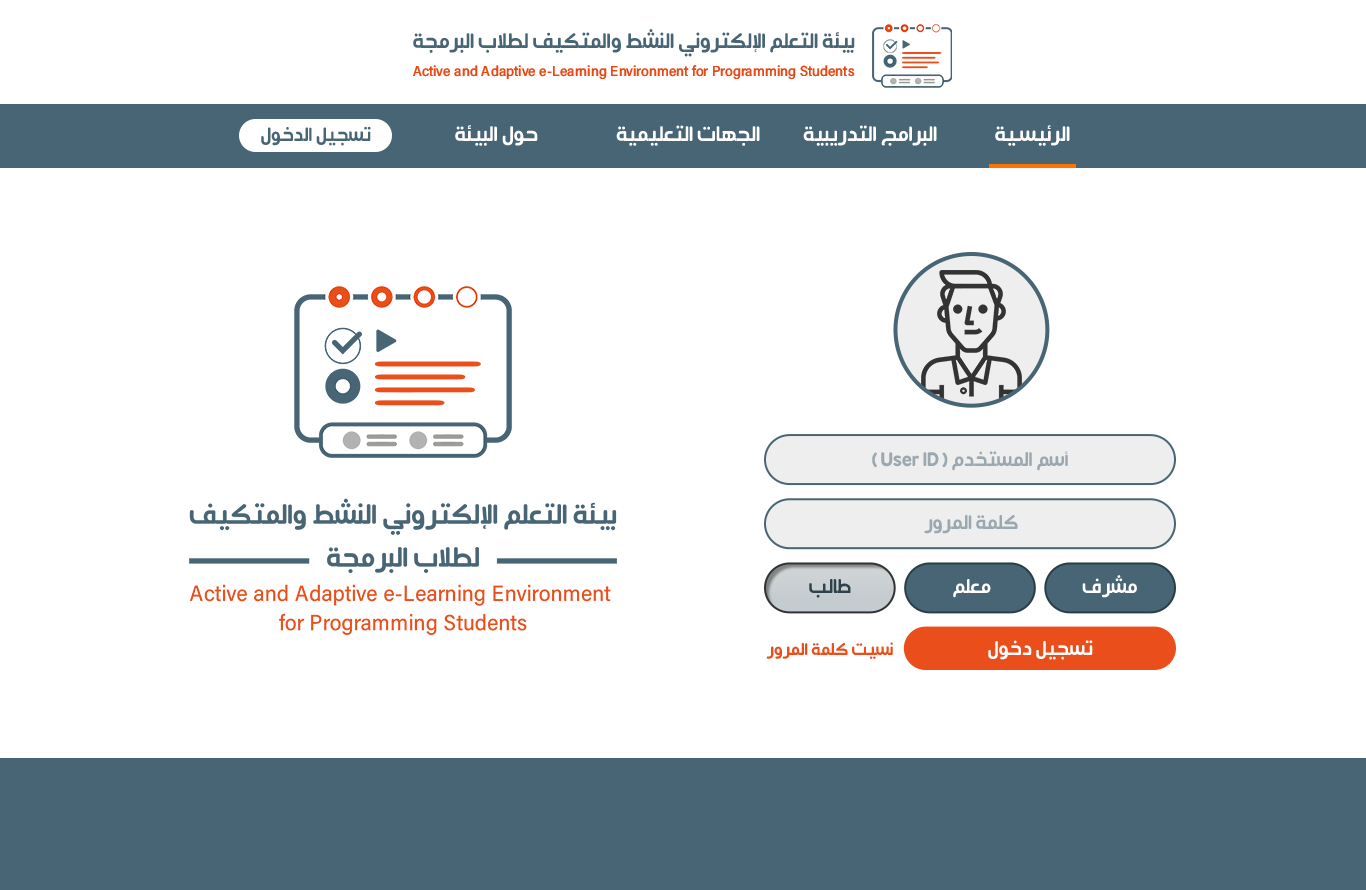 بيئة التعلم الإلكتروني النشط والمتكيف لطلاب البرمجة
Active and Adaptive e-Learning Environment for Programming Students
الرئيسية
البرامج التدريبية
الجهات التعليمية
حول البيئة
تسجيل الدخول
أسم المستخدم ( User ID )
كلمة المرور
مشرف
معلم
طالب
تسجيل دخول
نسيت كلمة المرور
بيئة التعلم الإلكتروني النشط والمتكيف
لطلاب البرمجة
Active and Adaptive e-Learning Environment
for Programming Students